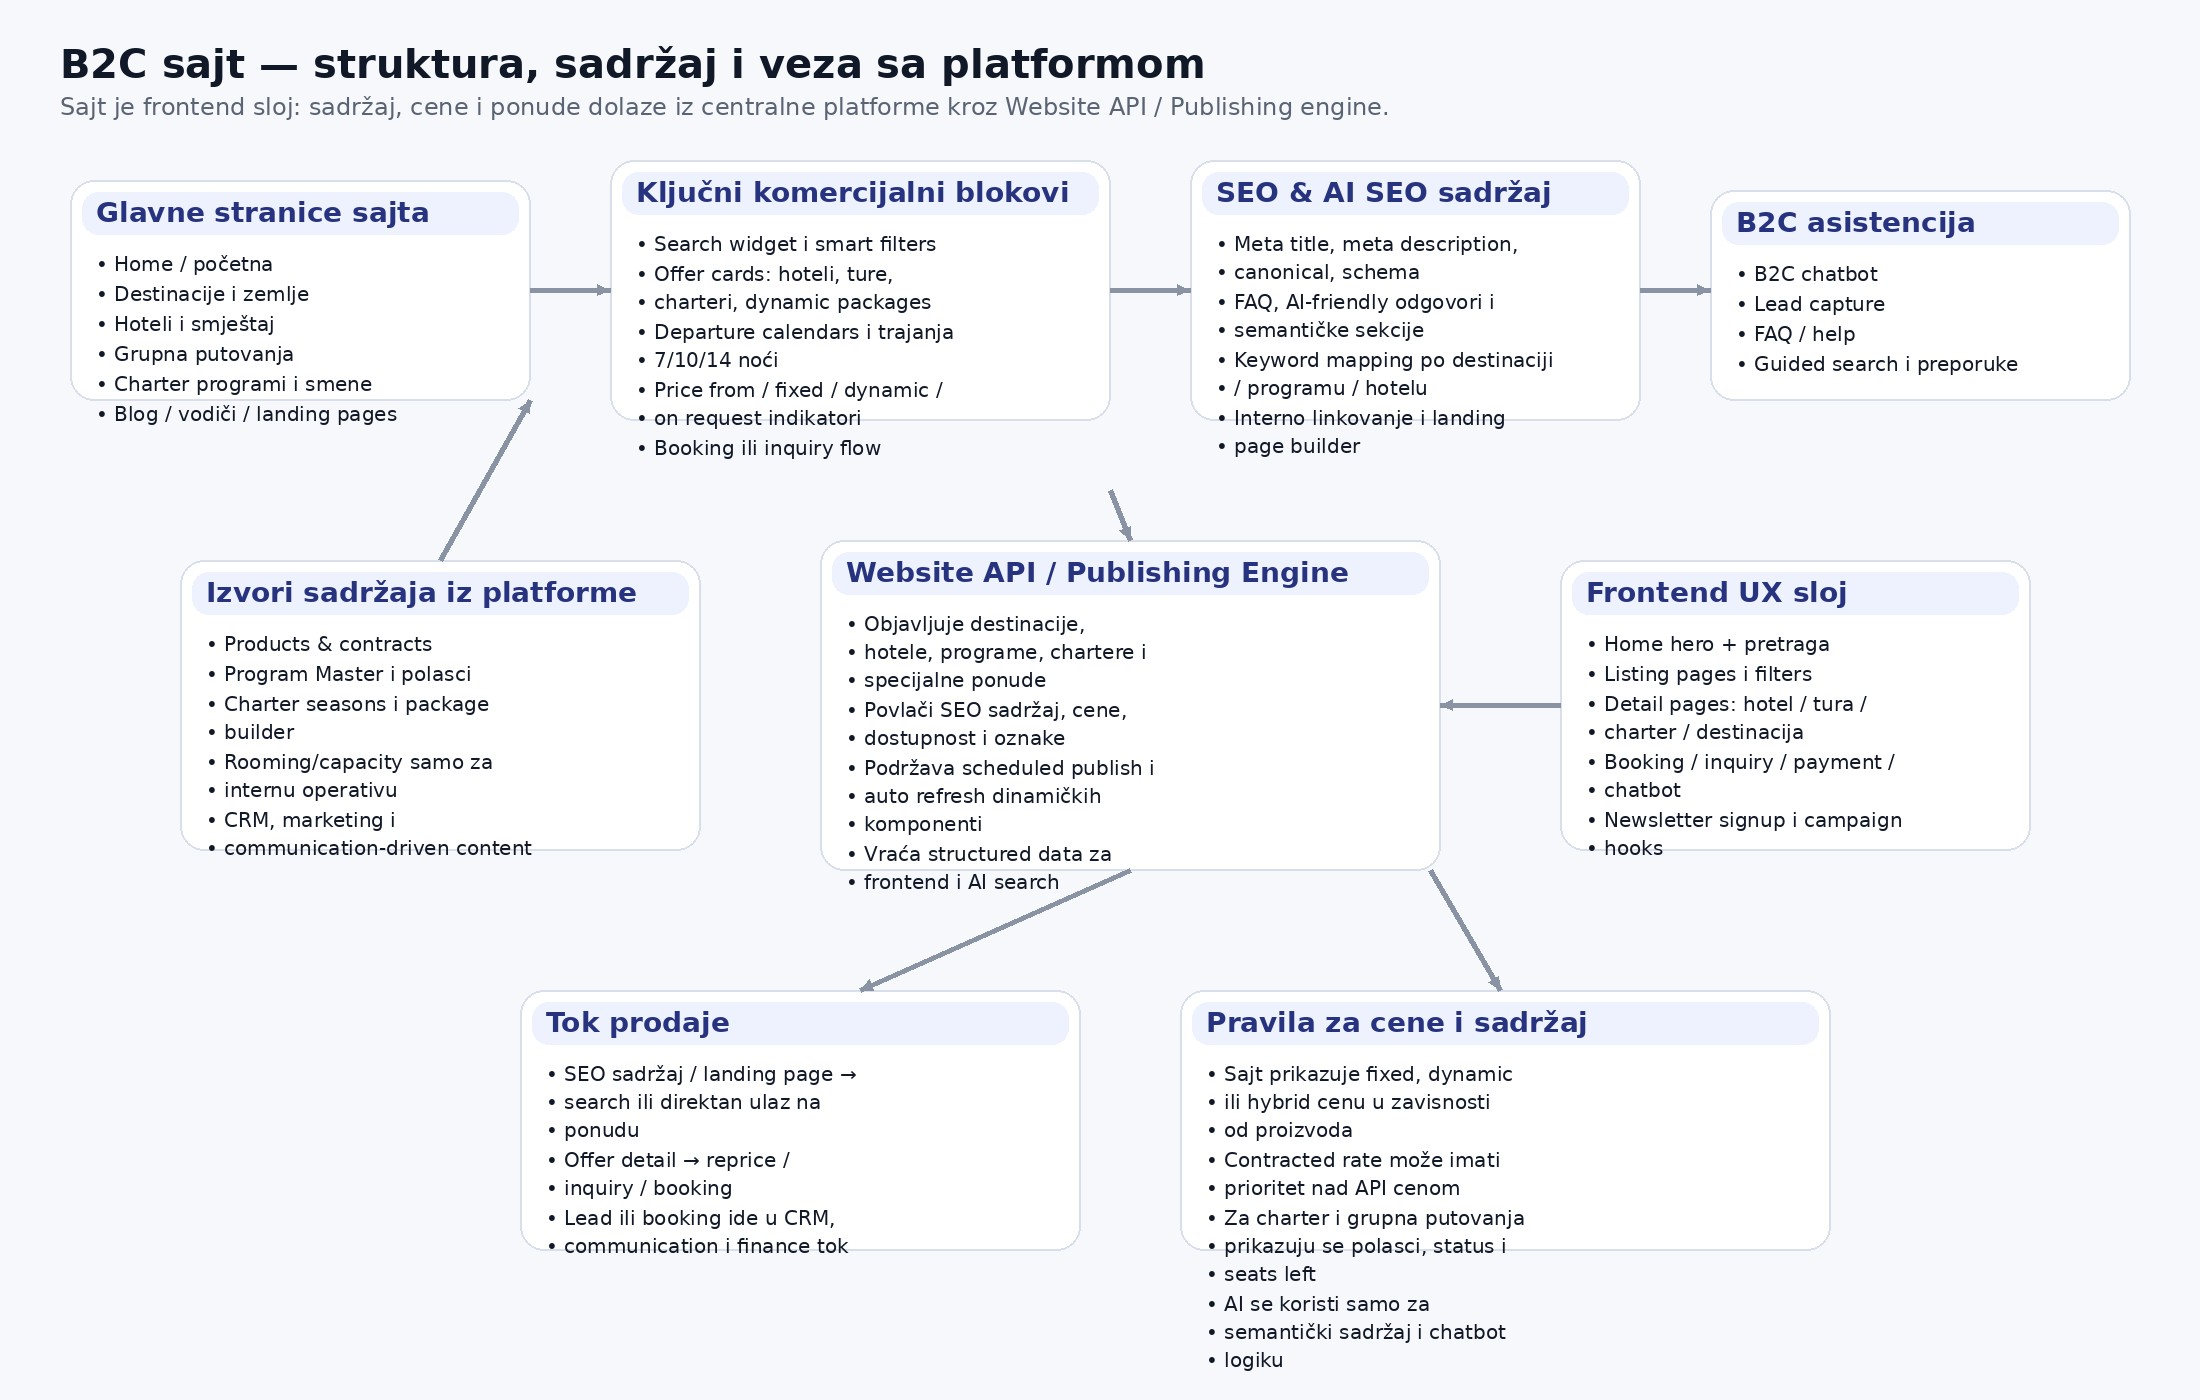 B2C sajt — struktura, sadržaj i veza sa platformom
Sajt je frontend sloj: sadržaj, cene i ponude dolaze iz centralne platforme kroz Website API / Publishing engine.
Glavne stranice sajta
• Home / početna
• Destinacije i zemlje
• Hoteli i smještaj
• Grupna putovanja
• Charter programi i smene
• Blog / vodiči / landing pages
Ključni komercijalni blokovi
• Search widget i smart filters
• Offer cards: hoteli, ture,
• charteri, dynamic packages
• Departure calendars i trajanja
• 7/10/14 noći
• Price from / fixed / dynamic /
• on request indikatori
• Booking ili inquiry flow
SEO & AI SEO sadržaj
• Meta title, meta description,
• canonical, schema
• FAQ, AI-friendly odgovori i
• semantičke sekcije
• Keyword mapping po destinaciji
• / programu / hotelu
• Interno linkovanje i landing
• page builder
B2C asistencija
• B2C chatbot
• Lead capture
• FAQ / help
• Guided search i preporuke
Izvori sadržaja iz platforme
• Products & contracts
• Program Master i polasci
• Charter seasons i package
• builder
• Rooming/capacity samo za
• internu operativu
• CRM, marketing i
• communication-driven content
Website API / Publishing Engine
• Objavljuje destinacije,
• hotele, programe, chartere i
• specijalne ponude
• Povlači SEO sadržaj, cene,
• dostupnost i oznake
• Podržava scheduled publish i
• auto refresh dinamičkih
• komponenti
• Vraća structured data za
• frontend i AI search
Frontend UX sloj
• Home hero + pretraga
• Listing pages i filters
• Detail pages: hotel / tura /
• charter / destinacija
• Booking / inquiry / payment /
• chatbot
• Newsletter signup i campaign
• hooks
Tok prodaje
• SEO sadržaj / landing page →
• search ili direktan ulaz na
• ponudu
• Offer detail → reprice /
• inquiry / booking
• Lead ili booking ide u CRM,
• communication i finance tok
Pravila za cene i sadržaj
• Sajt prikazuje fixed, dynamic
• ili hybrid cenu u zavisnosti
• od proizvoda
• Contracted rate može imati
• prioritet nad API cenom
• Za charter i grupna putovanja
• prikazuju se polasci, status i
• seats left
• AI se koristi samo za
• semantički sadržaj i chatbot
• logiku